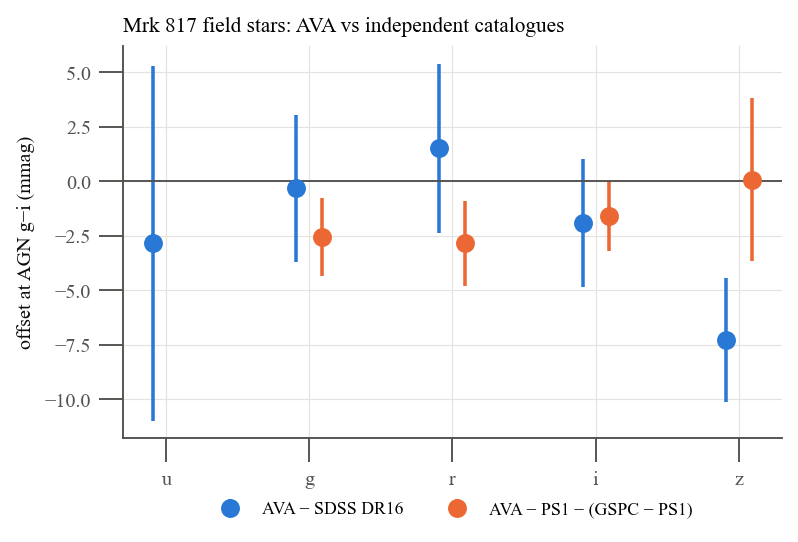 Mrk 817 field stars: AVA vs independent catalogues
offset at AGN g−i (mmag)
5.0
2.5
0.0
−2.5
−5.0
−7.5
−10.0
u g r i z
AVA − SDSS DR16 AVA − PS1 − (GSPC − PS1)